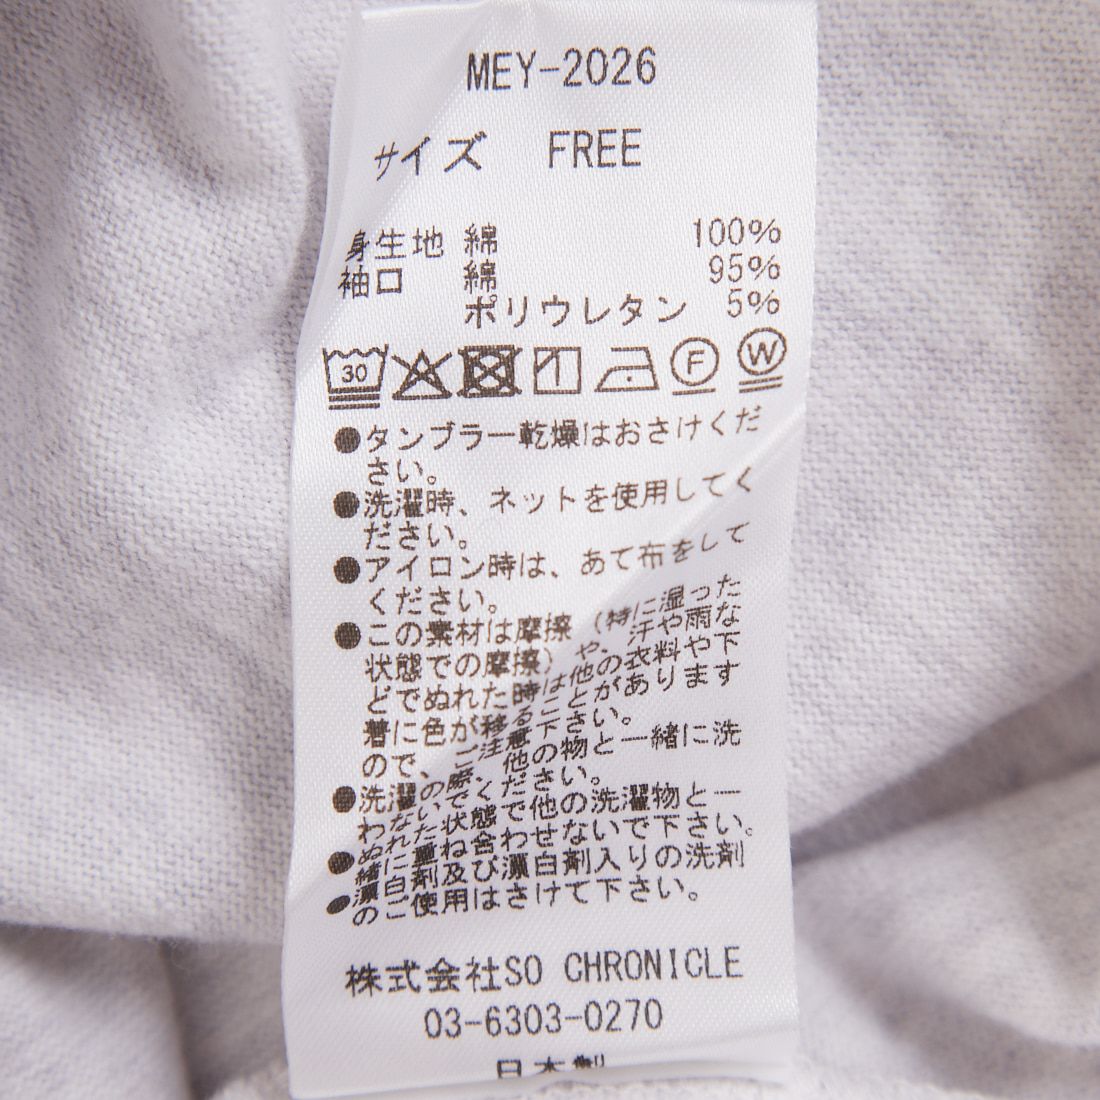 MEY-2026
サイズ FREE
身生地 綿 100%
袖口 綿 95%
ポリウレタン 5%
30 F W
●タンブラー乾燥はおさけくだ
さい。
●洗濯時、ネットを使用してく
ださい。
●アイロン時は、あて布をして
ください。
●この素材は摩擦（特に湿った
状態での摩擦）や、汗や雨な
どでぬれた時は他の衣料や下
着に色が移ることがあります
ので、ご注意下さい。
●洗濯の際、他の物と一緒に洗
わないでください。
●ぬれた状態で他の洗濯物と一
緒に重ね合わせないで下さい。
●漂白剤及び漂白剤入りの洗剤
のご使用はさけて下さい。
株式会社SO CHRONICLE
03-6303-0270
日本製